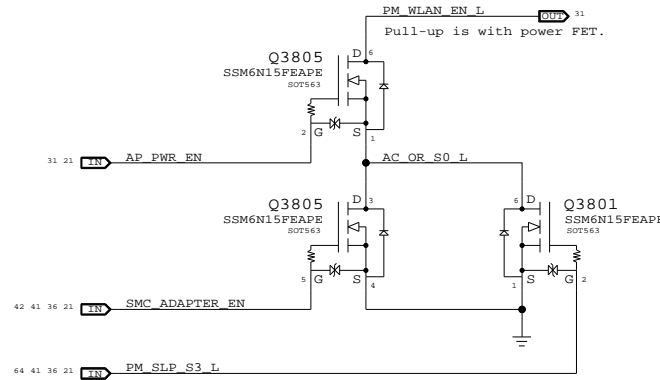 PM_WLAN_EN_L
OUT 31
Pull-up is with power FET.
Q3805
SSM6N15FEAPE
SOT563
D 6
2 G S 1
31 21 IN AP_PWR_EN
AC_OR_S0_L
Q3805
SSM6N15FEAPE
SOT563
D 3
5 G S 4
6 D
Q3801
SSM6N15FEAPE
SOT563
1 S G 2
42 41 36 21 IN SMC_ADAPTER_EN
64 41 36 21 IN PM_SLP_S3_L